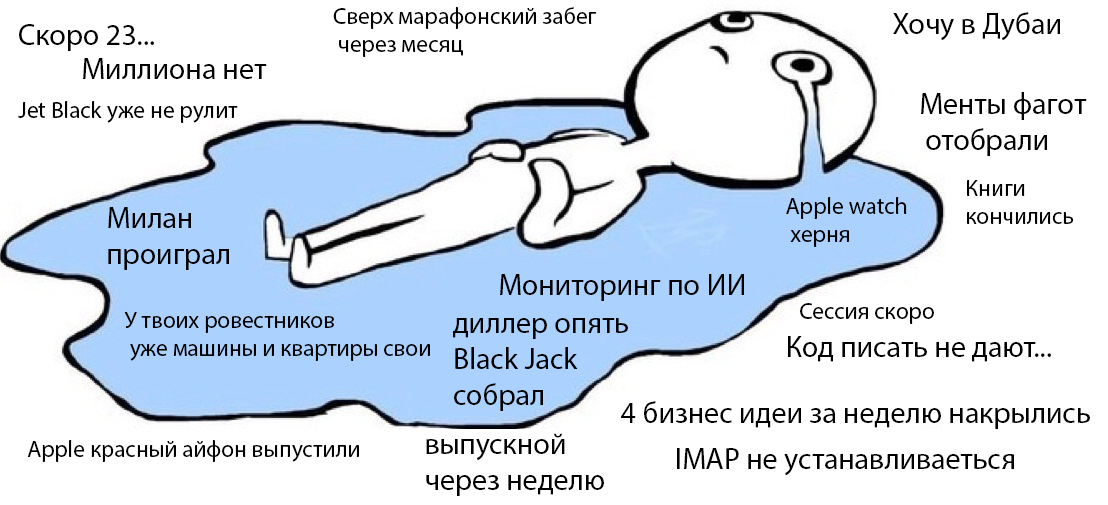 Скоро 23...
Миллиона нет
Jet Black уже не рулит
Сверх марафонский забег
через месяц
Хочу в Дубаи
Менты фагот
отобрали
Книги
кончились
Apple watch
херня
Милан
проиграл
Мониторинг по ИИ
У твоих ровестников
уже машины и квартиры свои
диллер опять
Black Jack
собрал
Сессия скоро
Код писать не дают...
4 бизнес идеи за неделю накрылись
IMAP не устанавливаеться
Apple красный айфон выпустили
выпускной
через неделю